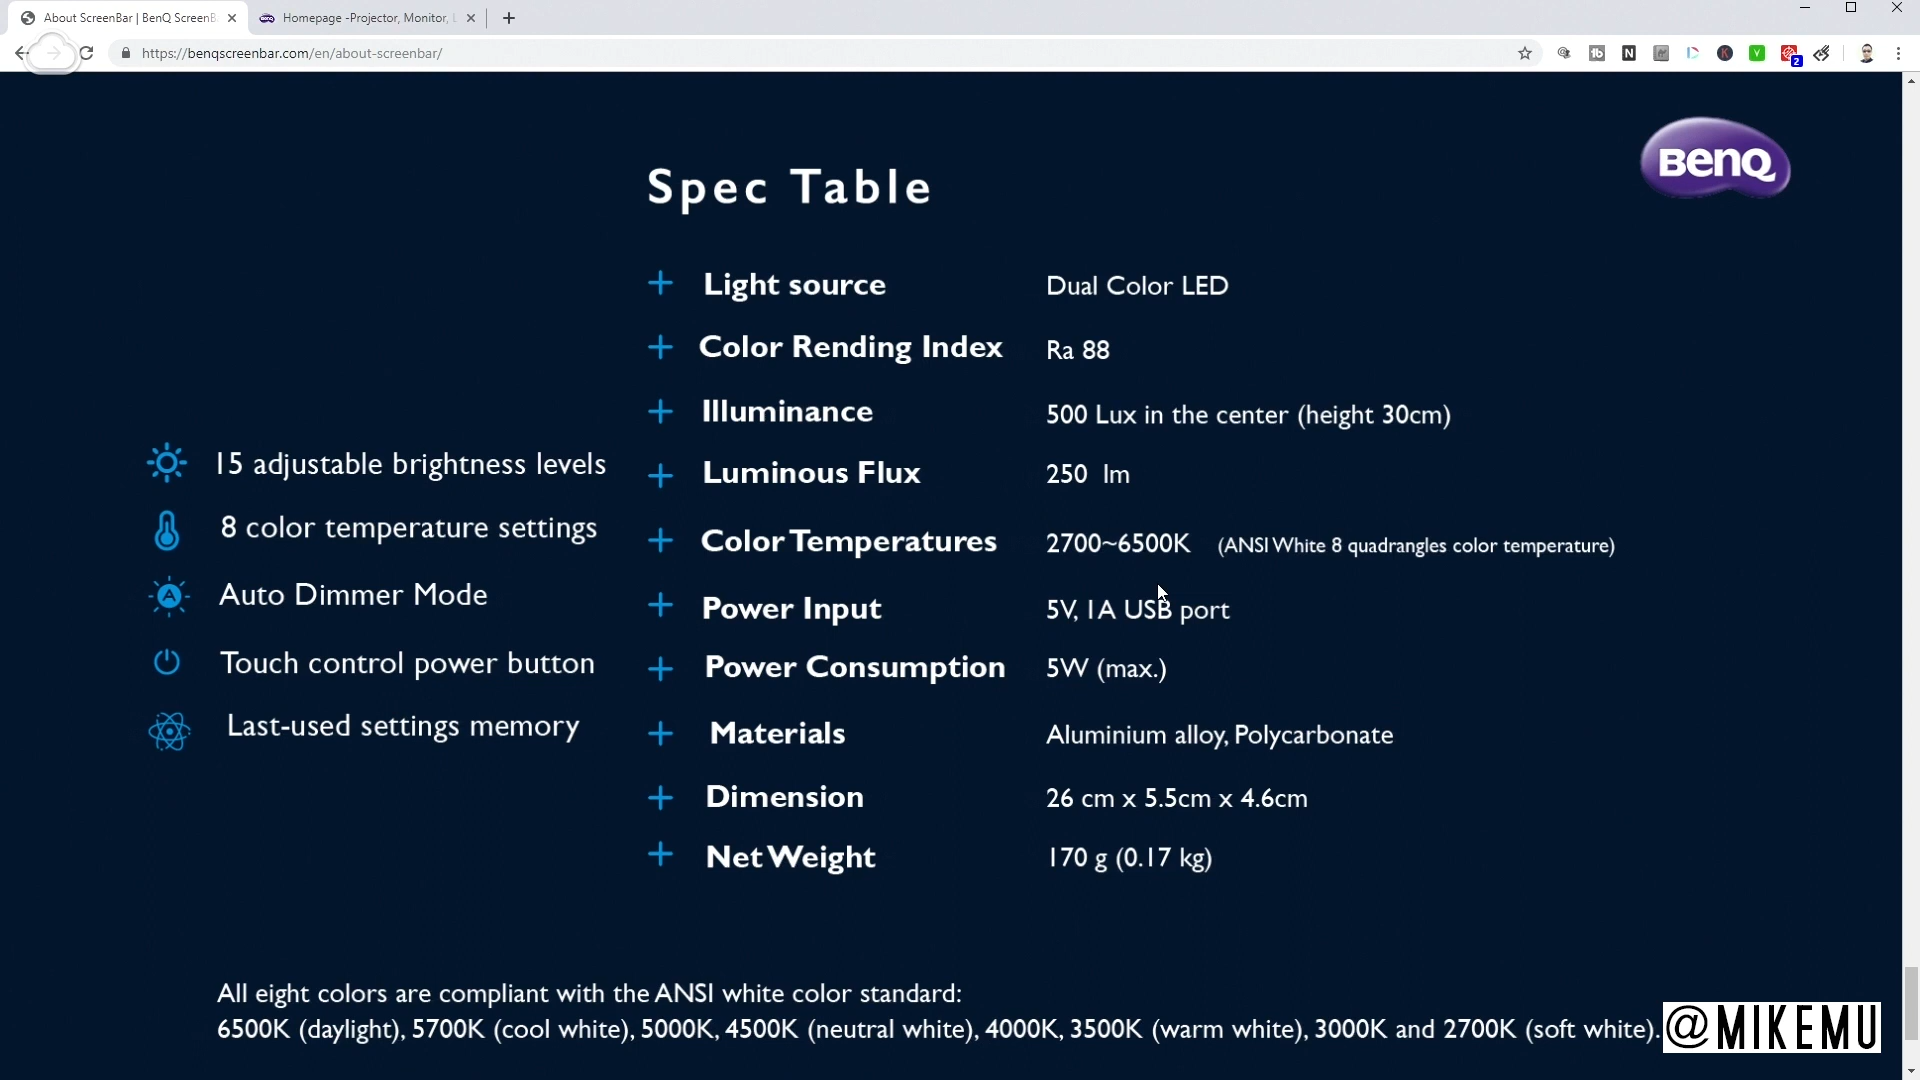 About ScreenBar | BenQ ScreenB
Homepage -Projector, Monitor, L
https://benqscreenbar.com/en/about-screenbar/
BenQ
Spec Table
Light source Dual Color LED
Color Rending Index Ra 88
Illuminance 500 Lux in the center (height 30cm)
Luminous Flux 250 lm
Color Temperatures 2700~6500K (ANSI White 8 quadrangles color temperature)
Power Input 5V, 1A USB port
Power Consumption 5W (max.)
Materials Aluminium alloy, Polycarbonate
Dimension 26 cm x 5.5cm x 4.6cm
Net Weight 170 g (0.17 kg)
15 adjustable brightness levels
8 color temperature settings
A
Auto Dimmer Mode
Touch control power button
Last-used settings memory
All eight colors are compliant with the ANSI white color standard:
6500K (daylight), 5700K (cool white), 5000K, 4500K (neutral white), 4000K, 3500K (warm white), 3000K and 2700K (soft white).
@MIKEMU